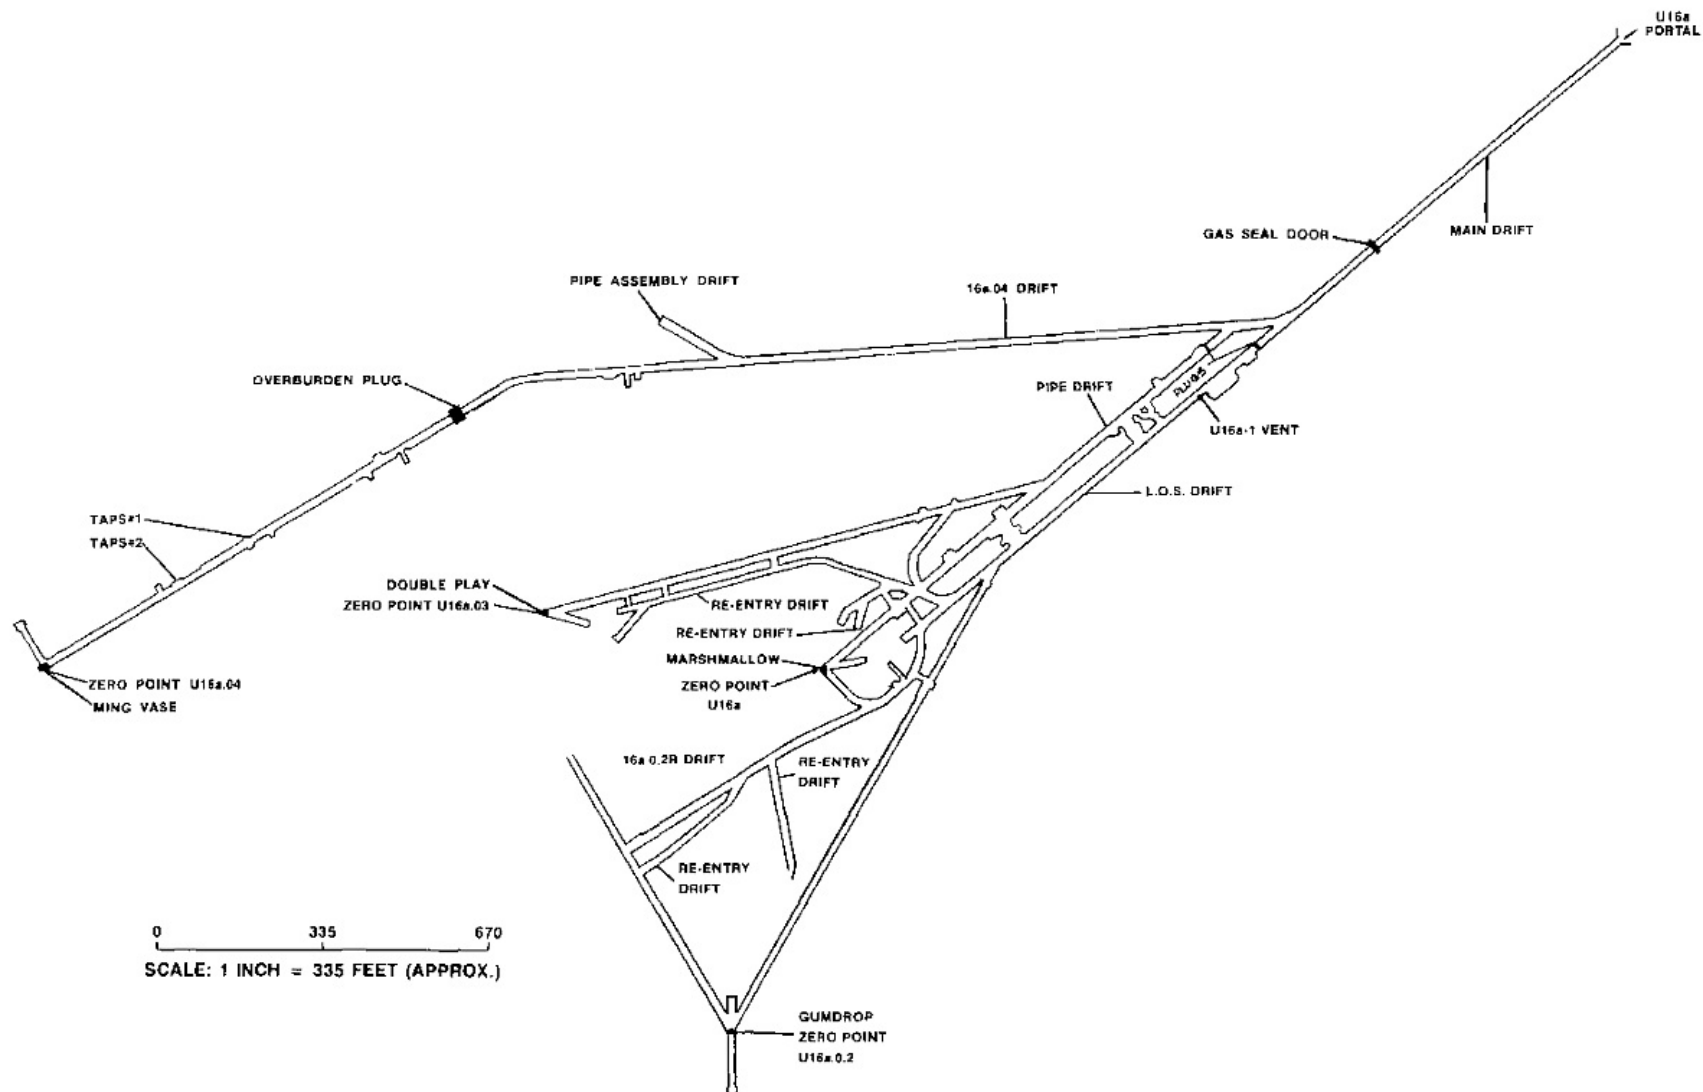 U16a
PORTAL
GAS SEAL DOOR
MAIN DRIFT
PIPE ASSEMBLY DRIFT
16a.04 DRIFT
OVERBURDEN PLUG
PIPE DRIFT
PLUGS
U16a-1 VENT
L.O.S. DRIFT
TAPS#1
TAPS#2
DOUBLE PLAY
ZERO POINT U16a.03
RE-ENTRY DRIFT
RE-ENTRY DRIFT
MARSHMALLOW
ZERO POINT
U16a
ZERO POINT U16a.04
MING VASE
16a 0.2R DRIFT
RE-ENTRY
DRIFT
RE-ENTRY
DRIFT
0 335 670
SCALE: 1 INCH = 335 FEET (APPROX.)
GUMDROP
ZERO POINT
U16a.0.2